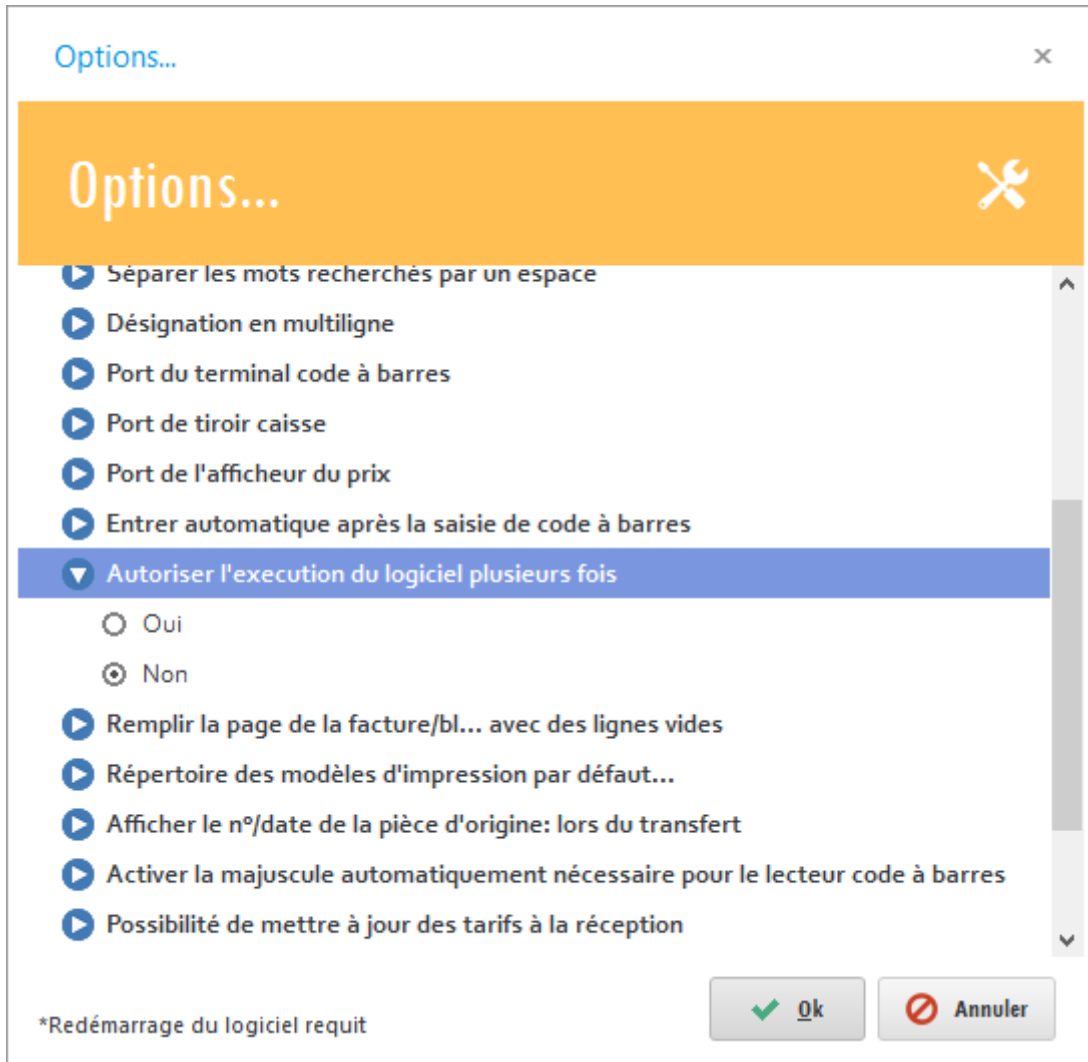 Options...
Options...
Séparer les mots recherchés par un espace
Désignation en multiligne
Port du terminal code à barres
Port de tiroir caisse
Port de l'afficheur du prix
Entrer automatique après la saisie de code à barres
Autoriser l'execution du logiciel plusieurs fois
Oui
Non
Remplir la page de la facture/bl... avec des lignes vides
Répertoire des modèles d'impression par défaut...
Afficher le nº/date de la pièce d'origine: lors du transfert
Activer la majuscule automatiquement nécessaire pour le lecteur code à barres
Possibilité de mettre à jour des tarifs à la réception
*Redémarrage du logiciel requit
Ok
Annuler